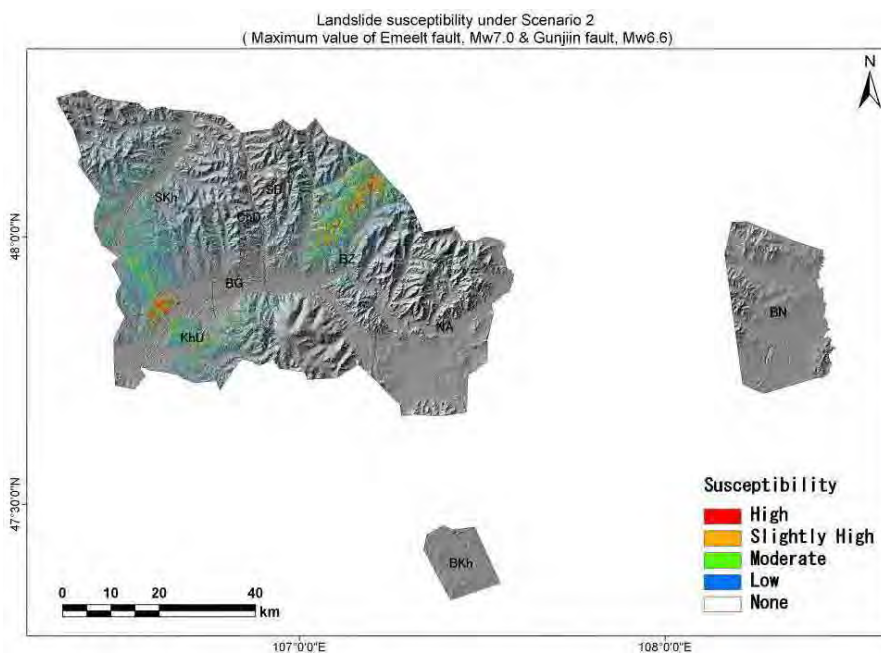 Landslide susceptibility under Scenario 2
( Maximum value of Emeelt fault, Mw7.0 & Gunjiin fault, Mw6.6)
N
SKh
SB
ChD
48°0'0"N
BZ
BG
BN
NA
KhU
47°30'0"N
Susceptibility
High
Slightly High
Moderate
Low
None
BKh
0 10 20 40
km
107°0'0"E
108°0'0"E